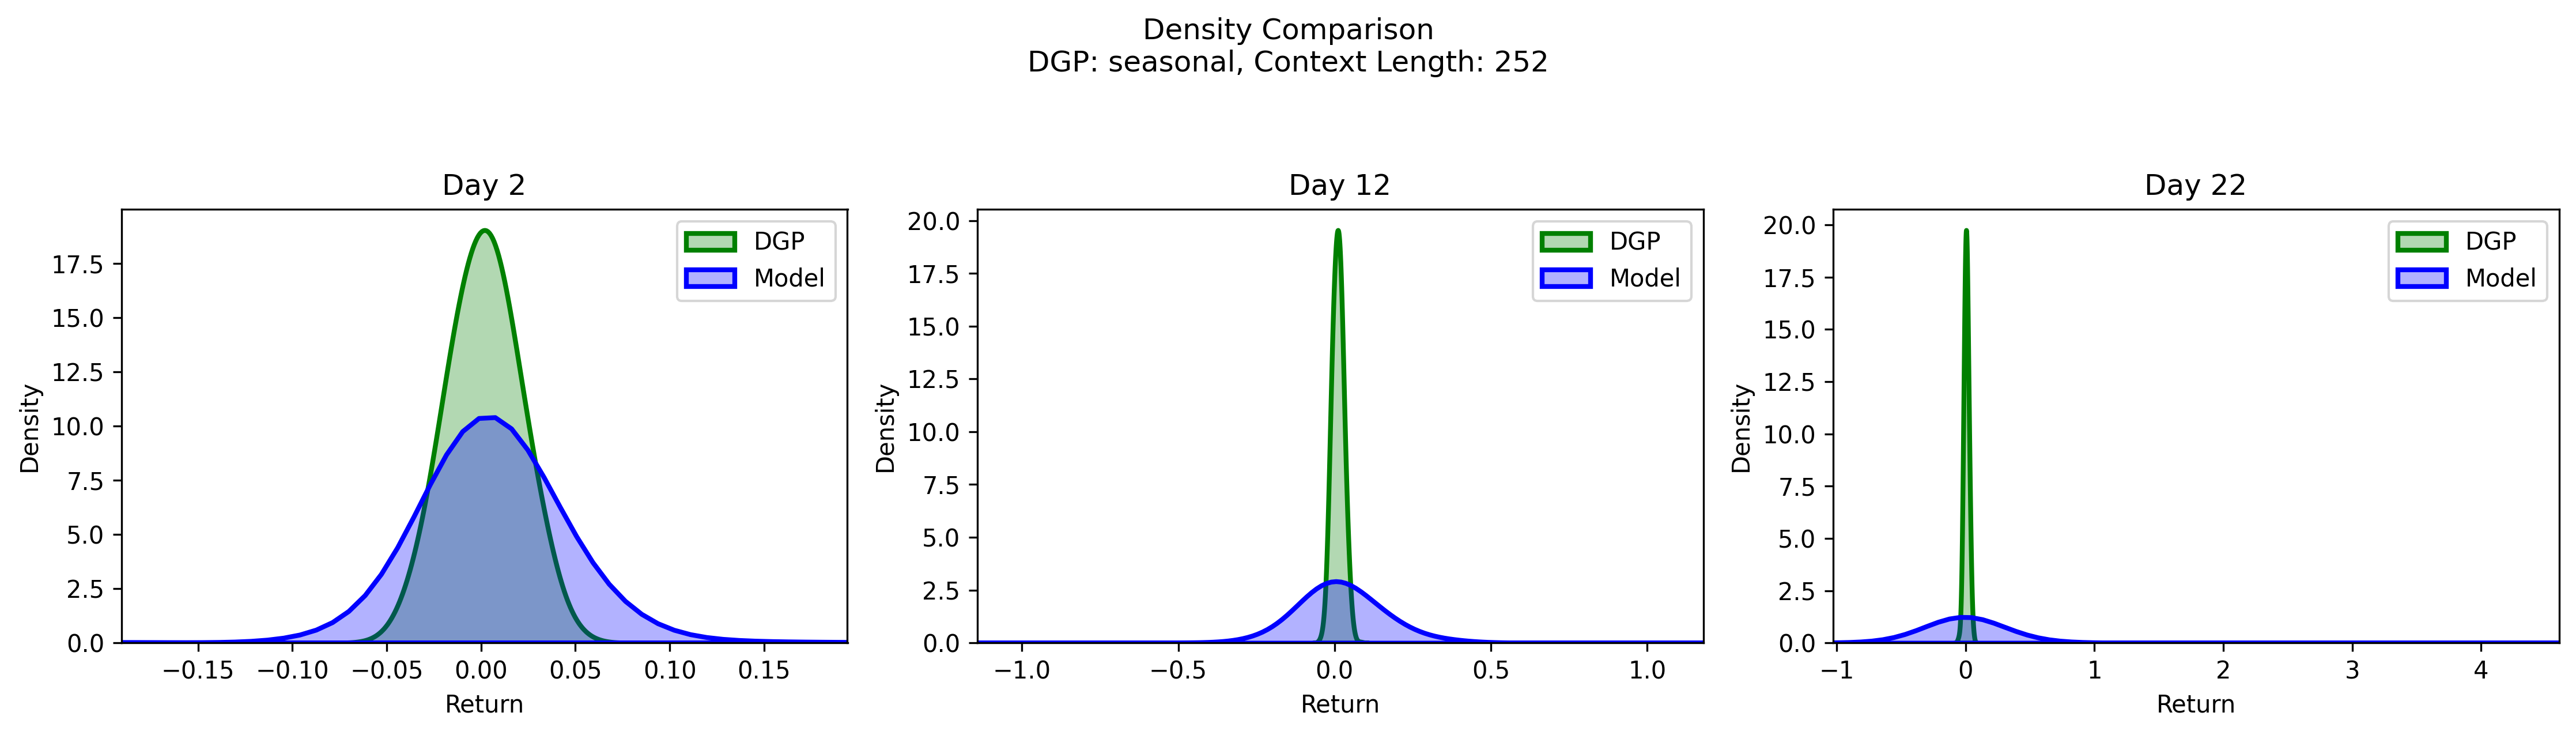 Density Comparison
DGP: seasonal, Context Length: 252
Day 2
Density
17.5
15.0
12.5
10.0
7.5
5.0
2.5
0.0
−0.15 −0.10 −0.05 0.00 0.05 0.10 0.15
Return
DGP
Model
Day 12
Density
20.0
17.5
15.0
12.5
10.0
7.5
5.0
2.5
0.0
−1.0 −0.5 0.0 0.5 1.0
Return
DGP
Model
Day 22
Density
20.0
17.5
15.0
12.5
10.0
7.5
5.0
2.5
0.0
−1 0 1 2 3 4
Return
DGP
Model